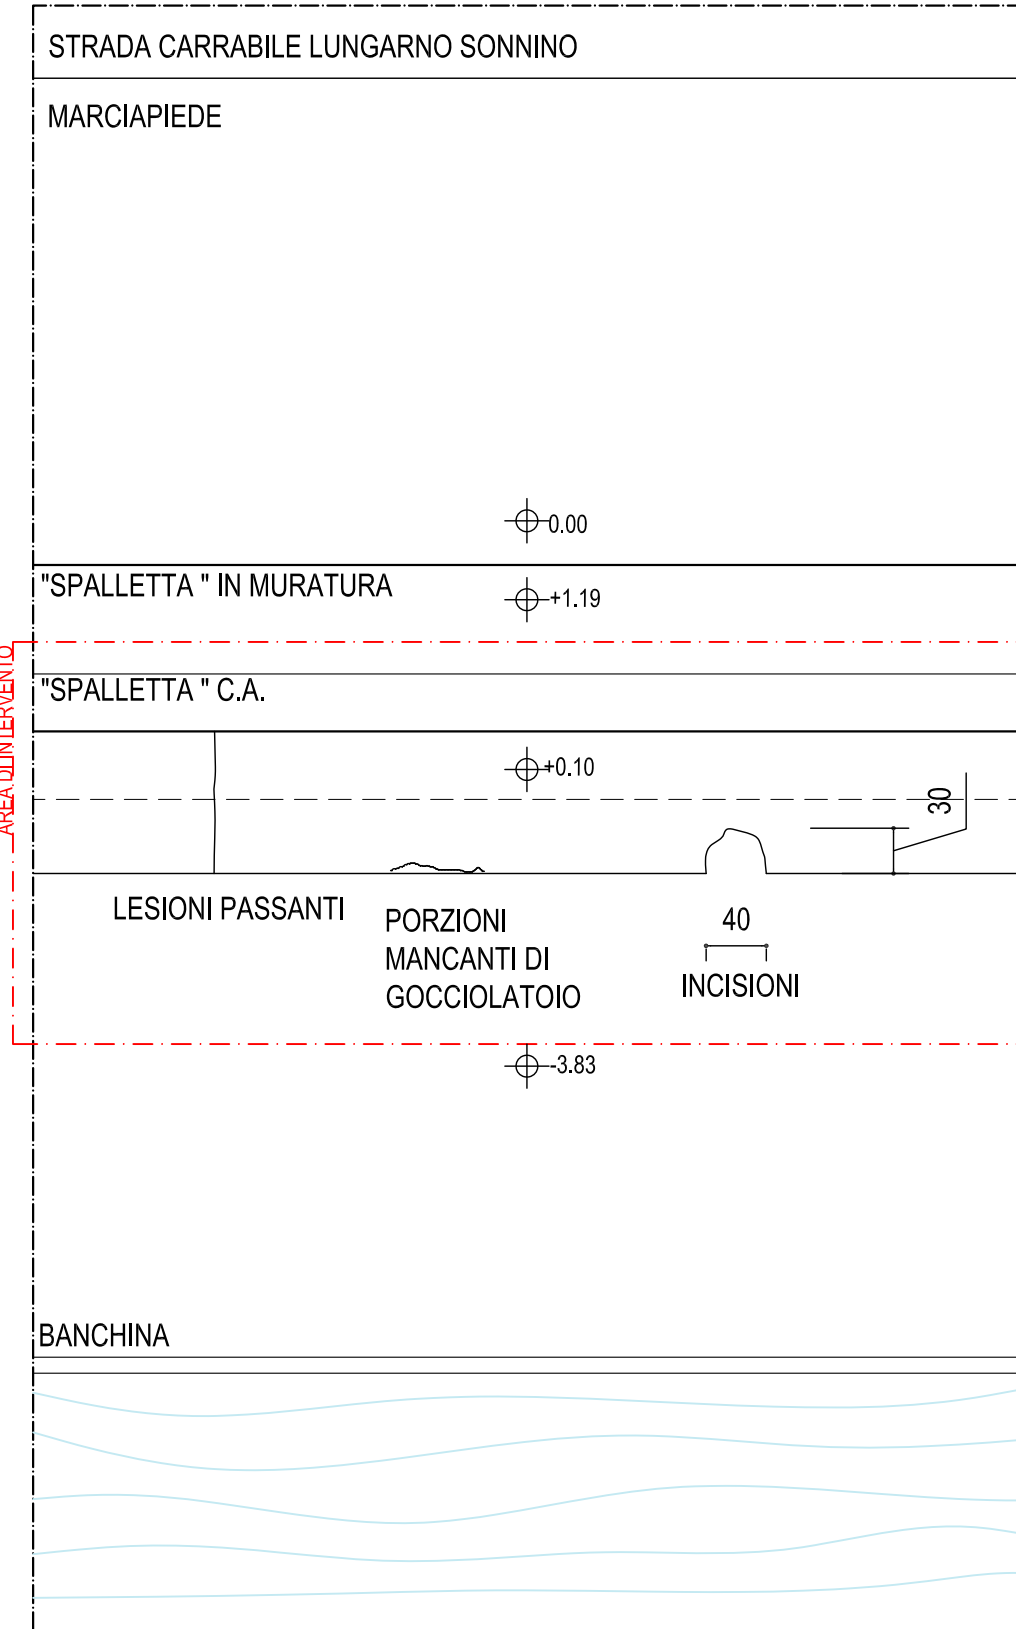 STRADA CARRABILE LUNGARNO SONNINO
MARCIAPIEDE
0.00
"SPALLETTA " IN MURATURA
+1.19
AREA DI INTERVENTO
"SPALLETTA " C.A.
+0.10
30
LESIONI PASSANTI
PORZIONI
MANCANTI DI
GOCCIOLATOIO
40
INCISIONI
-3.83
BANCHINA